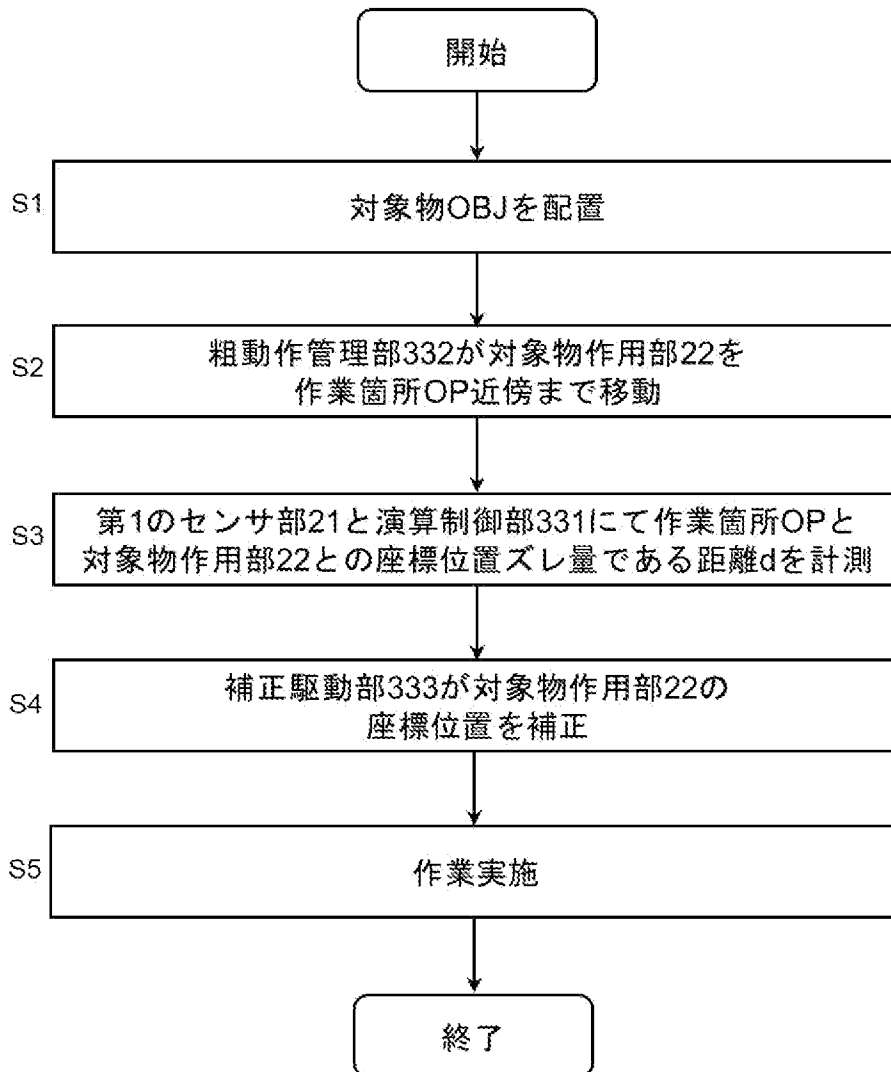 開始
S1
対象物OBJを配置
S2
粗動作管理部332が対象物作用部22を
作業箇所OP近傍まで移動
S3
第1のセンサ部21と演算制御部331にて作業箇所OPと
対象物作用部22との座標位置ズレ量である距離dを計測
S4
補正駆動部333が対象物作用部22の
座標位置を補正
S5
作業実施
終了